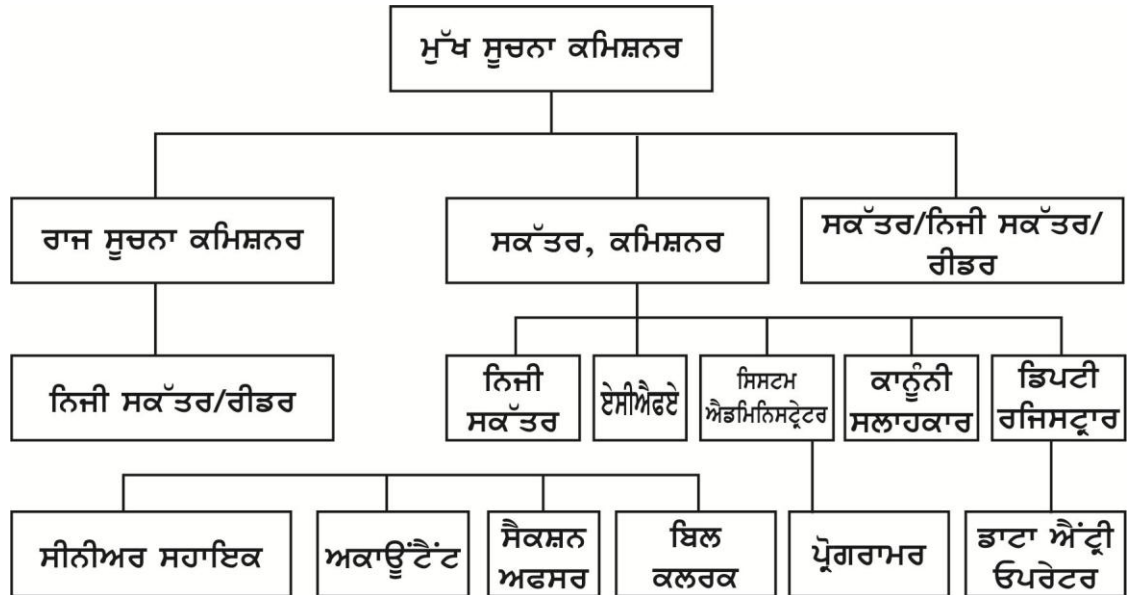 ਮੁੱਖ ਸੂਚਨਾ ਕਮਿਸ਼ਨਰ
ਰਾਜ ਸੂਚਨਾ ਕਮਿਸ਼ਨਰ
ਸਕੱਤਰ, ਕਮਿਸ਼ਨਰ
ਸਕੱਤਰ/ਨਿਜੀ ਸਕੱਤਰ/
ਰੀਡਰ
ਨਿਜੀ ਸਕੱਤਰ/ਰੀਡਰ
ਨਿਜੀ
ਸਕੱਤਰ
ਏਸੀਐਫਏ
ਸਿਸਟਮ
ਐਡਮਿਨਿਸਟ੍ਰੇਟਰ
ਕਾਨੂੰਨੀ
ਸਲਾਹਕਾਰ
ਡਿਪਟੀ
ਰਜਿਸਟ੍ਰਾਰ
ਸੀਨੀਅਰ ਸਹਾਇਕ
ਅਕਾਊਂਟੈਂਟ
ਸੈਕਸ਼ਨ
ਅਫਸਰ
ਬਿਲ
ਕਲਰਕ
ਪ੍ਰੋਗਰਾਮਰ
ਡਾਟਾ ਐਂਟ੍ਰੀ
ਓਪਰੇਟਰ